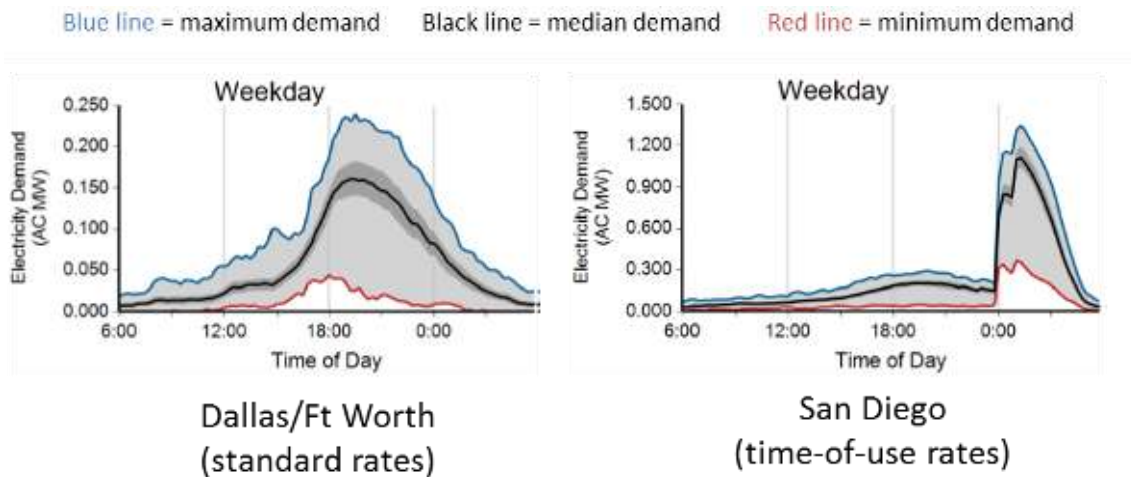 Blue line = maximum demand Black line = median demand Red line = minimum demand
Weekday
Electricity Demand
(AC MW)
0.250
0.200
0.150
0.100
0.050
0.000
6:00 12:00 18:00 0:00
Time of Day
Dallas/Ft Worth
(standard rates)
Weekday
Electricity Demand
(AC MW)
1.500
1.200
0.900
0.600
0.300
0.000
6:00 12:00 18:00 0:00
Time of Day
San Diego
(time-of-use rates)